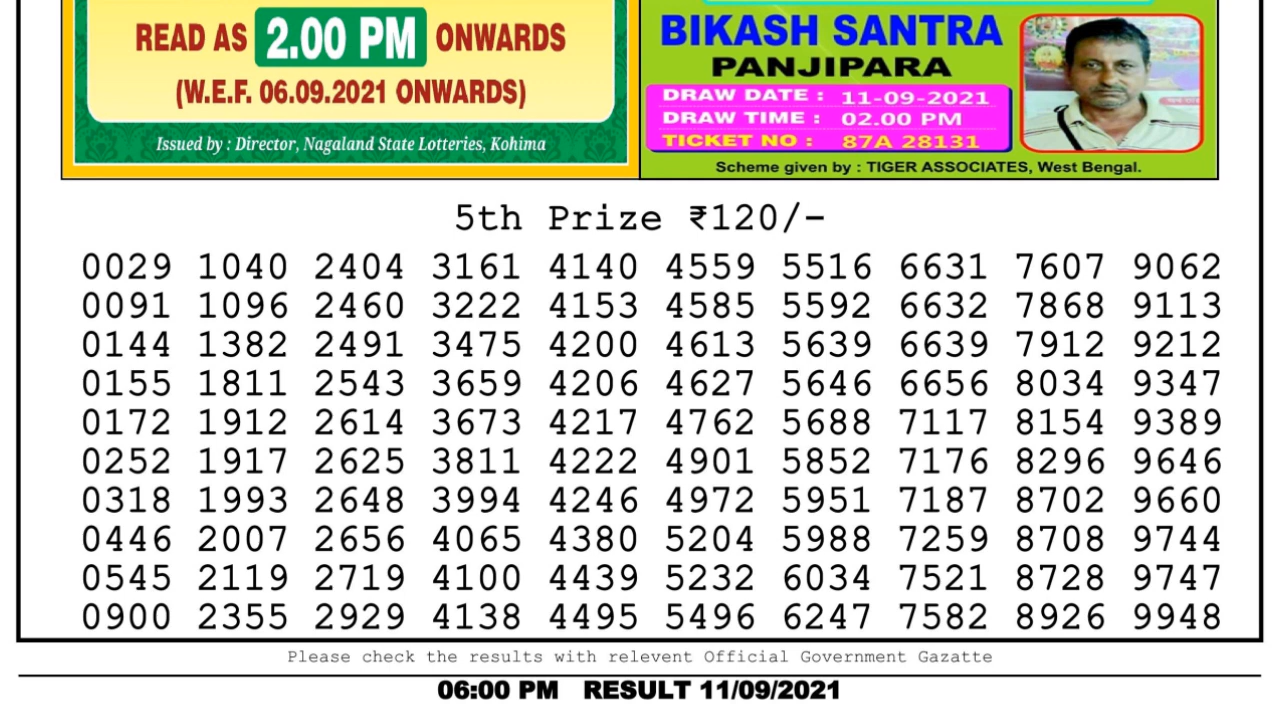 READ AS 2.00 PM ONWARDS
(W.E.F. 06.09.2021 ONWARDS)
Issued by : Director, Nagaland State Lotteries, Kohima
BIKASH SANTRA
PANJIPARA
DRAW DATE : 11-09-2021
DRAW TIME : 02.00 PM
TICKET NO : 87A 28131
Scheme given by : TIGER ASSOCIATES, West Bengal.
5th Prize ₹120/-
0029 1040 2404 3161 4140 4559 5516 6631 7607 9062
0091 1096 2460 3222 4153 4585 5592 6632 7868 9113
0144 1382 2491 3475 4200 4613 5639 6639 7912 9212
0155 1811 2543 3659 4206 4627 5646 6656 8034 9347
0172 1912 2614 3673 4217 4762 5688 7117 8154 9389
0252 1917 2625 3811 4222 4901 5852 7176 8296 9646
0318 1993 2648 3994 4246 4972 5951 7187 8702 9660
0446 2007 2656 4065 4380 5204 5988 7259 8708 9744
0545 2119 2719 4100 4439 5232 6034 7521 8728 9747
0900 2355 2929 4138 4495 5496 6247 7582 8926 9948
Please check the results with relevent Official Government Gazatte
06:00 PM RESULT 11/09/2021